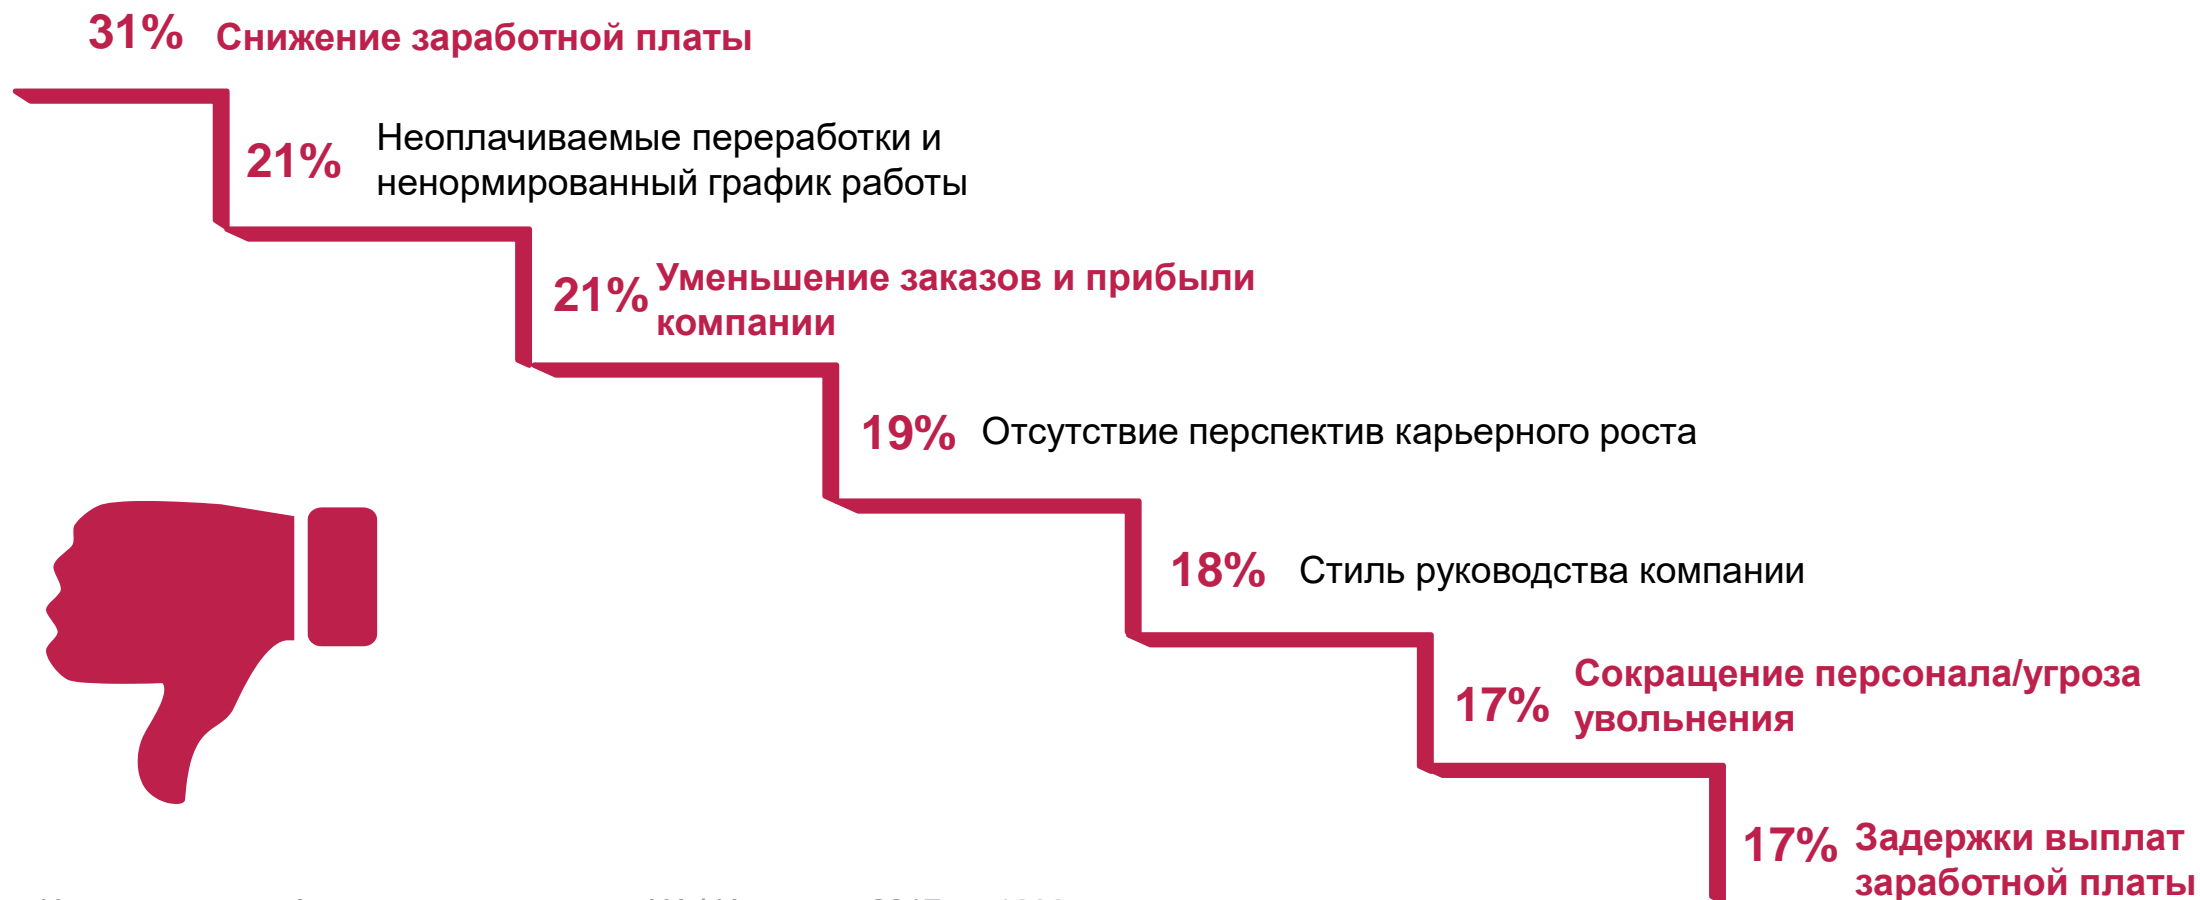 31% Снижение заработной платы
21% Неоплачиваемые переработки и
ненормированный график работы
21% Уменьшение заказов и прибыли
компании
19% Отсутствие перспектив карьерного роста
18% Стиль руководства компании
17% Сокращение персонала/угроза
увольнения
17% Задержки выплат
заработной платы